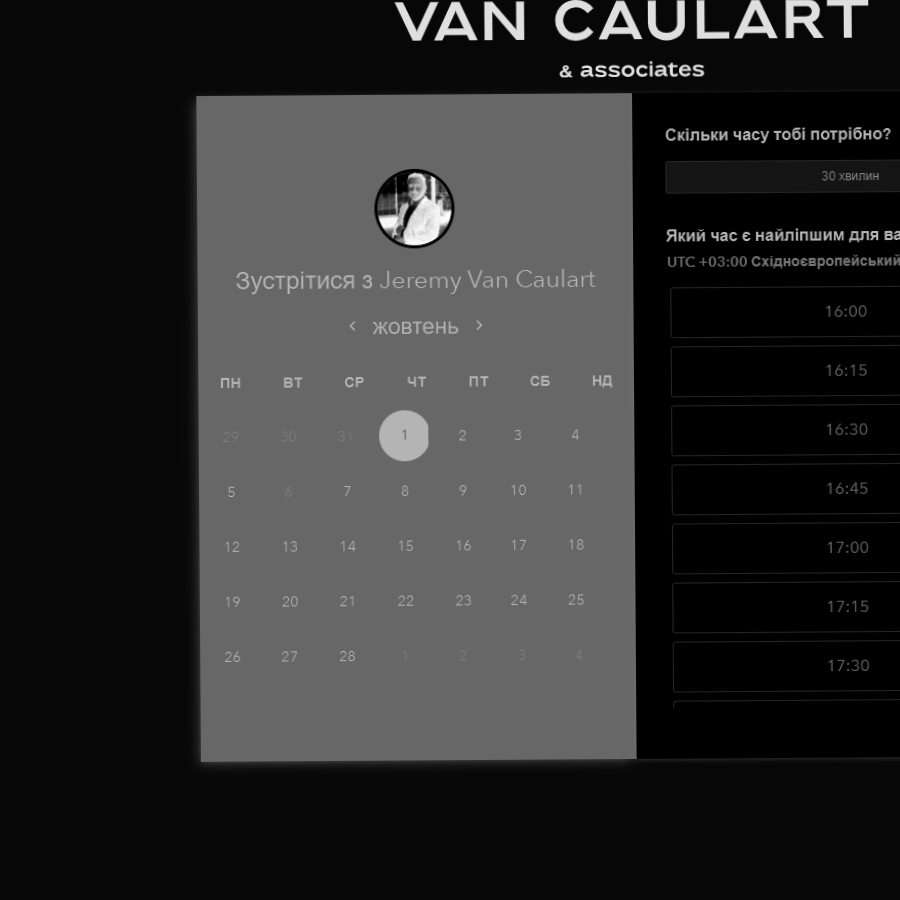 VAN CAULART
& associates
Зустрітися з Jeremy Van Caulart
‹ жовтень ›
ПН ВТ СР ЧТ ПТ СБ НД
29 30 31 1 2 3 4
5 6 7 8 9 10 11
12 13 14 15 16 17 18
19 20 21 22 23 24 25
26 27 28 1 2 3 4
Скільки часу тобі потрібно?
30 хвилин
Який час є найліпшим для ва
UTC +03:00 Східноєвропейський
16:00
16:15
16:30
16:45
17:00
17:15
17:30